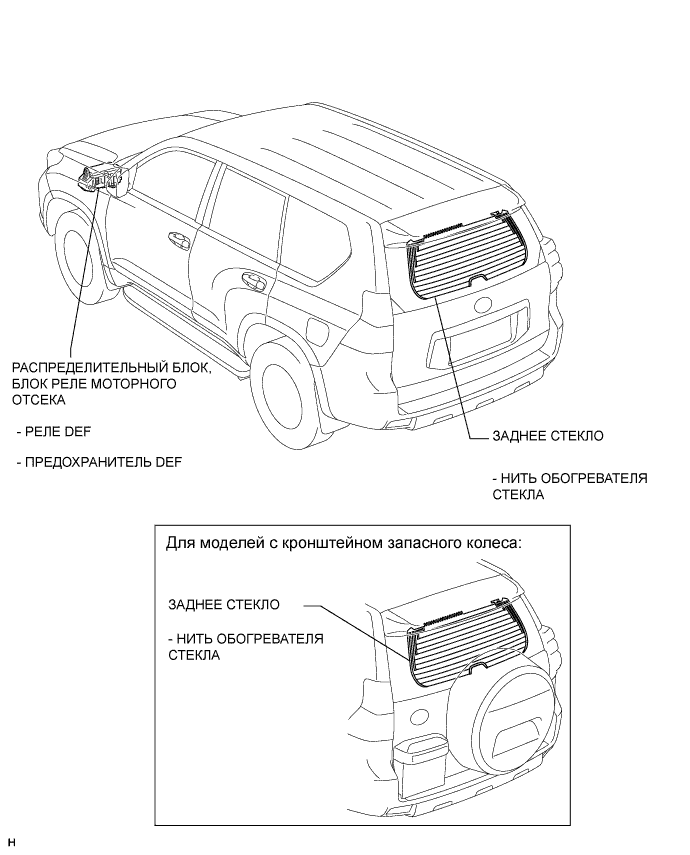 РАСПРЕДЕЛИТЕЛЬНЫЙ БЛОК,
БЛОК РЕЛЕ МОТОРНОГО
ОТСЕКА
- РЕЛЕ DEF
- ПРЕДОХРАНИТЕЛЬ DEF
ЗАДНЕЕ СТЕКЛО
- НИТЬ ОБОГРЕВАТЕЛЯ
СТЕКЛА
Для моделей с кронштейном запасного колеса:
ЗАДНЕЕ СТЕКЛО
- НИТЬ ОБОГРЕВАТЕЛЯ
СТЕКЛА
H